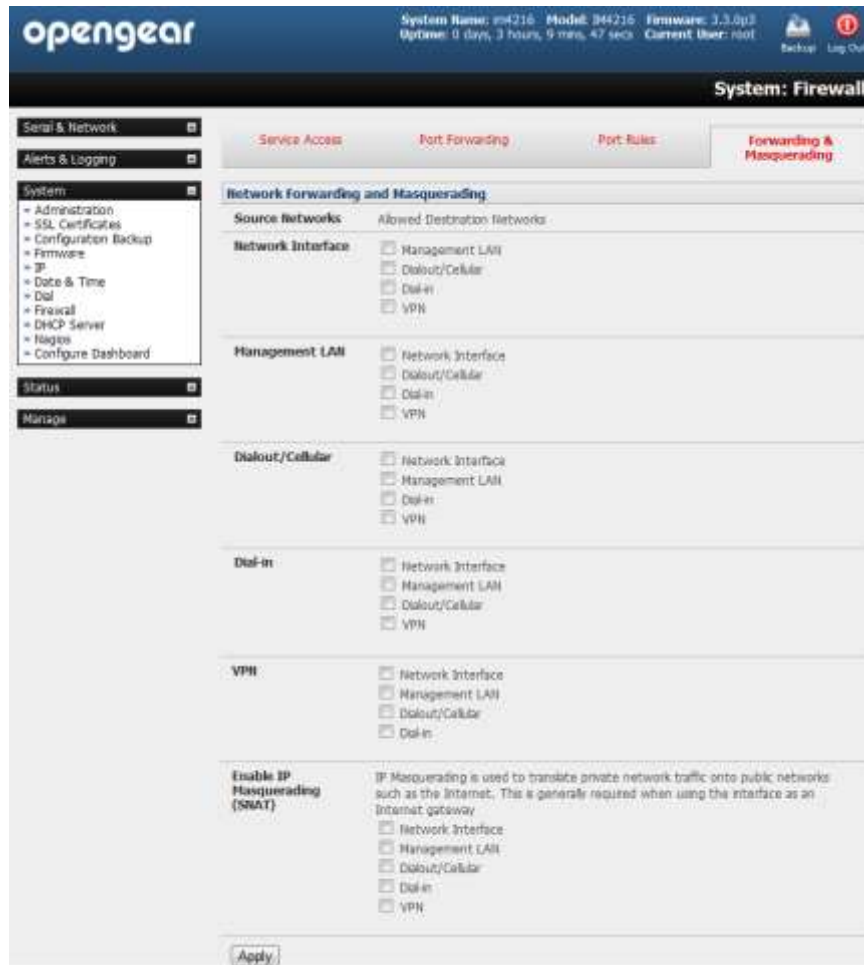 opengear
System Name: im4216 Model: IM4216 Firmware: 3.3.0p3
Uptime: 0 days, 3 hours, 9 mins, 47 secs Current User: root
Backup Log Out
System: Firewall
Serial & Network
Alerts & Logging
System
Administration
SSL Certificates
Configuration Backup
Firmware
IP
Date & Time
Dial
Firewall
DHCP Server
Nagios
Configure Dashboard
Status
Manage
Service Access Port Forwarding Port Rules Forwarding & Masquerading
Network Forwarding and Masquerading
Source Networks Allowed Destination Networks
Network Interface Management LAN
Dialout/Cellular
Dial-in
VPN
Management LAN Network Interface
Dialout/Cellular
Dial-in
VPN
Dialout/Cellular Network Interface
Management LAN
Dial-in
VPN
Dial-in Network Interface
Management LAN
Dialout/Cellular
VPN
VPN Network Interface
Management LAN
Dialout/Cellular
Dial-in
Enable IP Masquerading (SNAT)
IP Masquerading is used to translate private network traffic onto public networks
such as the Internet. This is generally required when using the interface as an
Internet gateway
Network Interface
Management LAN
Dialout/Cellular
Dial-in
VPN
Apply